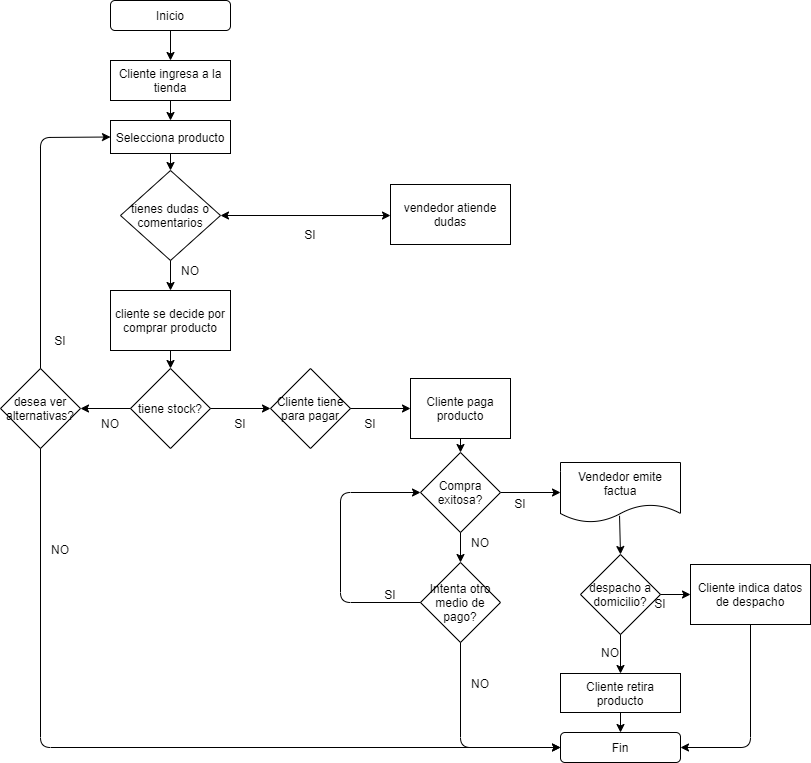 Inicio
Cliente ingresa a la
tienda
Selecciona producto
tienes dudas o
comentarios
SI
vendedor atiende
dudas
NO
cliente se decide por
comprar producto
SI
desea ver
alternativas?
NO
tiene stock?
SI
Cliente tiene
para pagar
SI
Cliente paga
producto
Compra
exitosa?
SI
Vendedor emite
factua
NO
NO
Intenta otro
medio de
pago?
SI
despacho a
domicilio?
SI
Cliente indica datos
de despacho
NO
NO
Cliente retira
producto
Fin